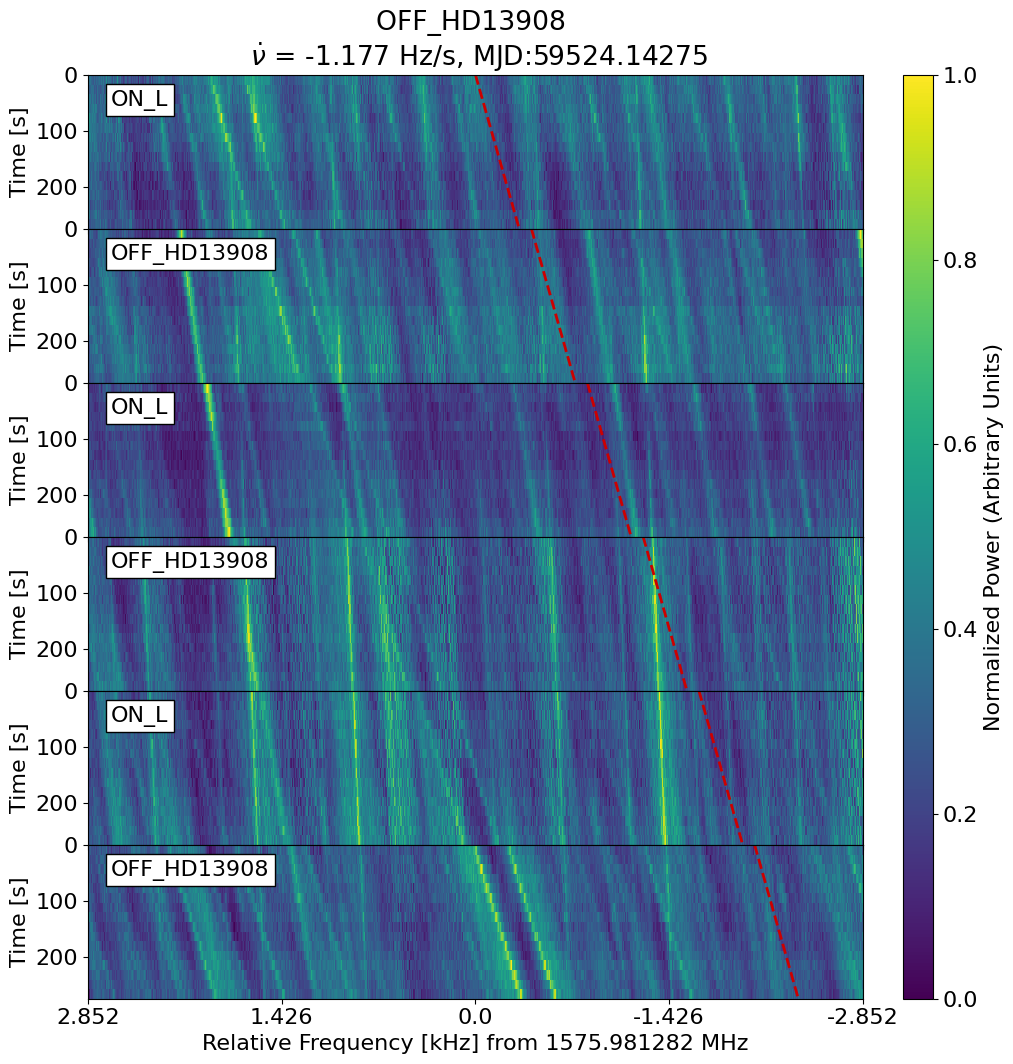 OFF_HD13908
ν̇ = -1.177 Hz/s, MJD:59524.14275
ON_L
OFF_HD13908
ON_L
OFF_HD13908
ON_L
OFF_HD13908
Time [s]
0
100
200
Time [s]
0
100
200
Time [s]
0
100
200
Time [s]
0
100
200
Time [s]
0
100
200
Time [s]
0
100
200
2.852 1.426 0.0 -1.426 -2.852
Relative Frequency [kHz] from 1575.981282 MHz
1.0
0.8
0.6
0.4
0.2
0.0
Normalized Power (Arbitrary Units)